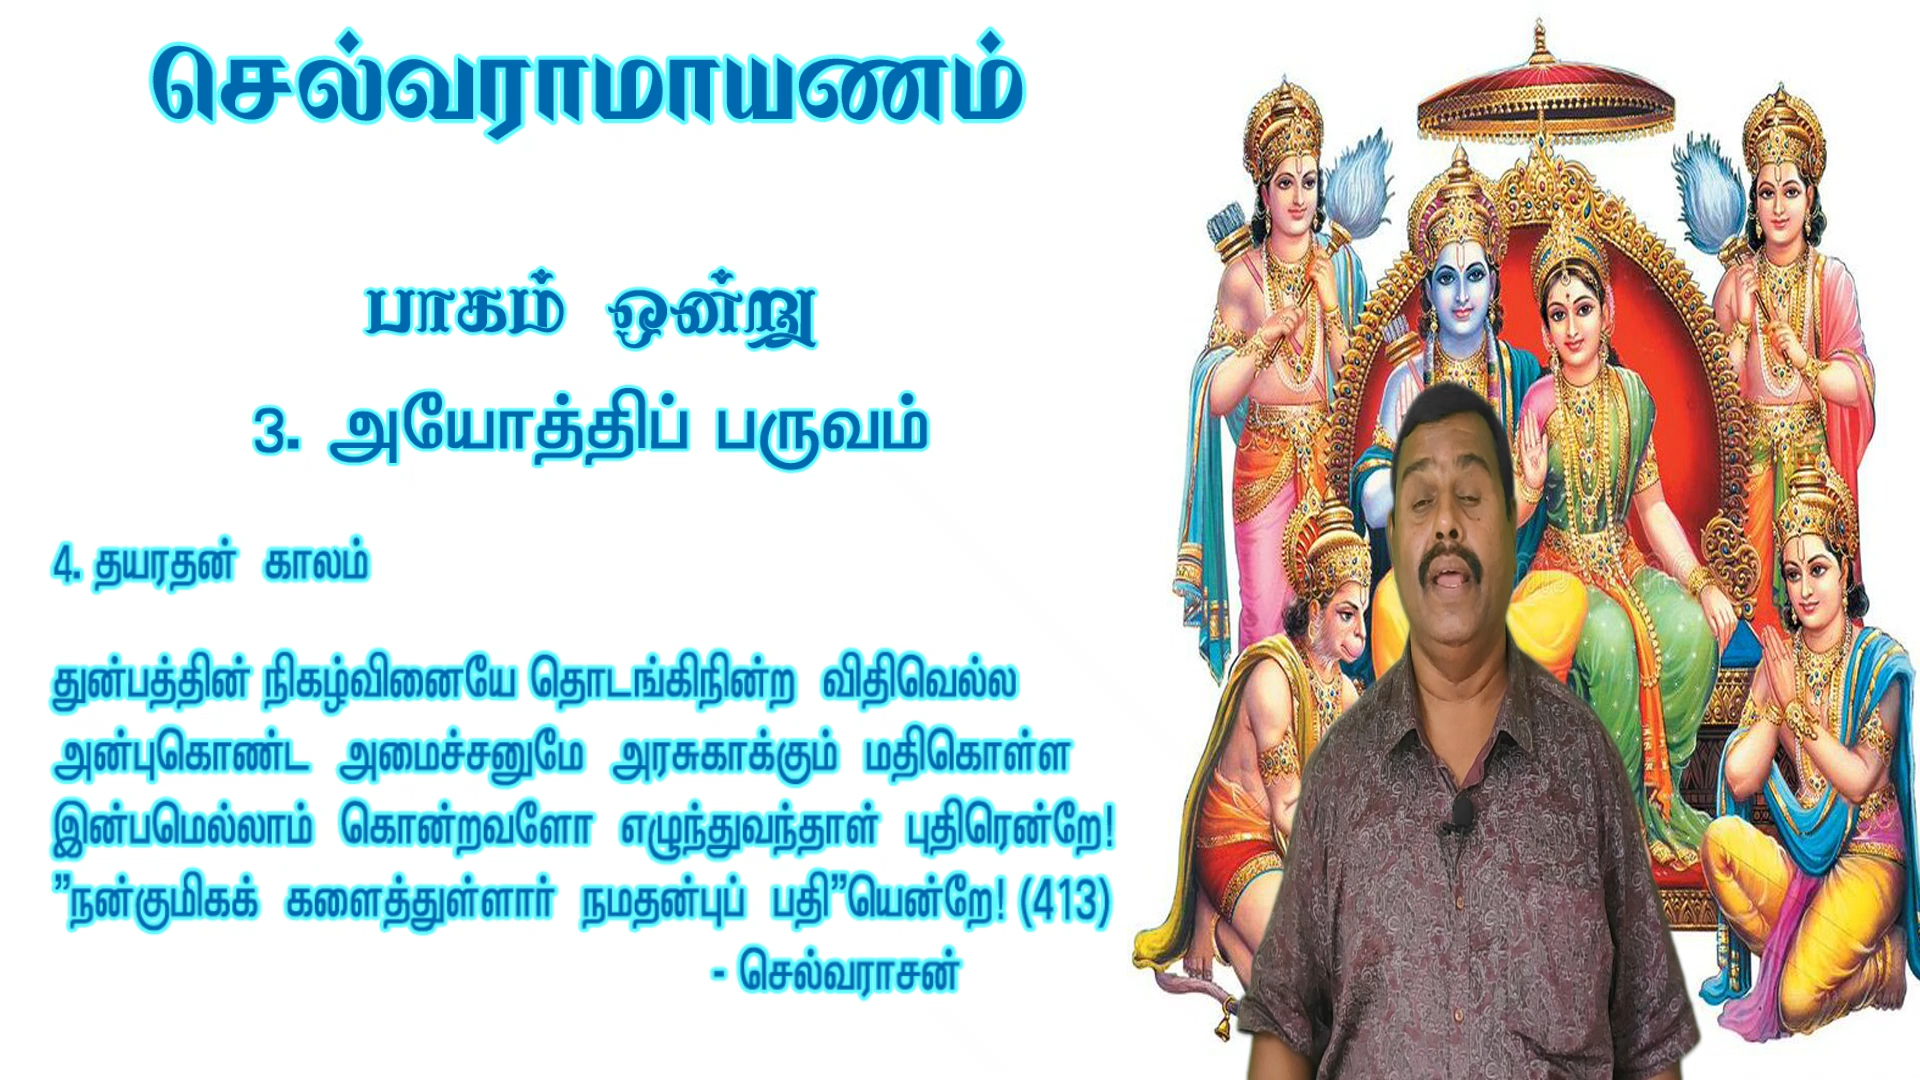 செல்வராமாயணம்
பாகம் ஒன்று
3. அயோத்திப் பருவம்
4. தயரதன் காலம்
துன்பத்தின் நிகழ்வினையே தொடங்கிநின்ற விதிவெல்ல
அன்புகொண்ட அமைச்சனுமே அரசுகாக்கும் மதிகொள்ள
இன்பமெல்லாம் கொன்றவளோ எழுந்துவந்தாள் புதிரென்றே!
”நன்குமிகக் களைத்துள்ளார் நமதன்புப் பதி”யென்றே! (413)
- செல்வராசன்